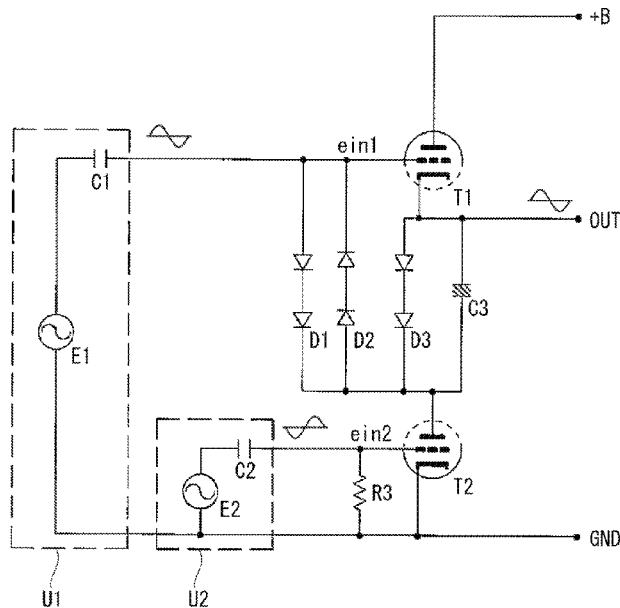 +B
ein1
C1
T1
OUT
C3
D1
D2
D3
E1
ein2
C2
T2
R3
E2
GND
U1
U2